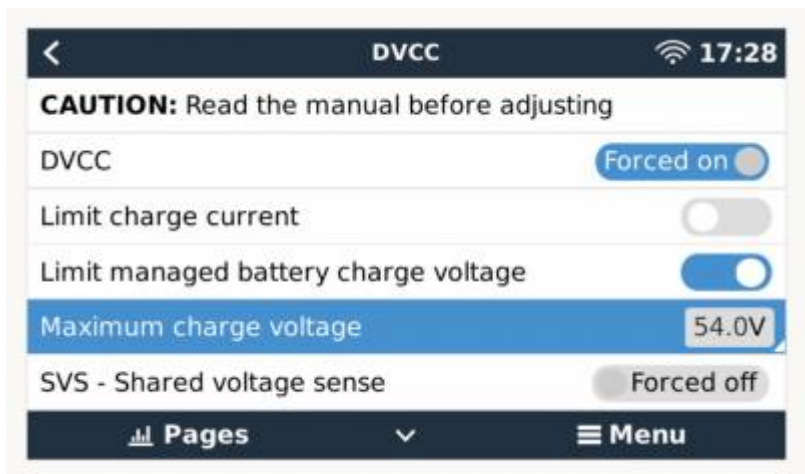 DVCC 17:28
CAUTION: Read the manual before adjusting
DVCC Forced on
Limit charge current
Limit managed battery charge voltage
Maximum charge voltage 54.0V
SVS - Shared voltage sense Forced off
Pages Menu